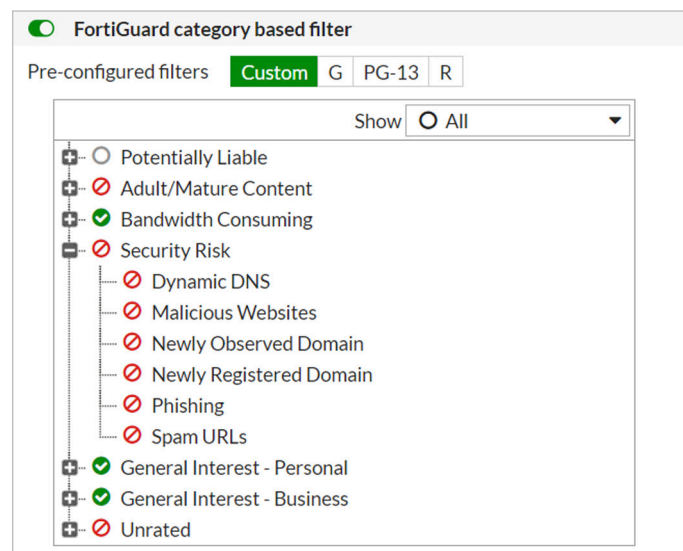 FortiGuard category based filter
Pre-configured filters Custom G PG-13 R
Show All
Potentially Liable
Adult/Mature Content
Bandwidth Consuming
Security Risk
Dynamic DNS
Malicious Websites
Newly Observed Domain
Newly Registered Domain
Phishing
Spam URLs
General Interest - Personal
General Interest - Business
Unrated